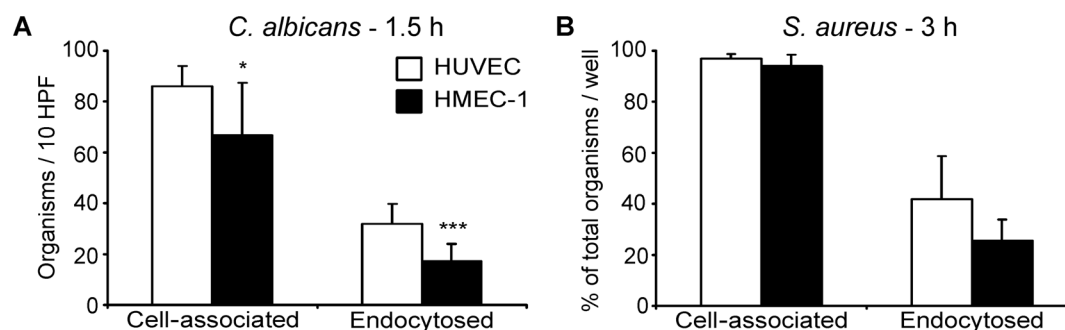 A
C. albicans - 1.5 h
Organisms / 10 HPF
100
80
60
40
20
0
*
***
HUVEC
HMEC-1
Cell-associated
Endocytosed
B
S. aureus - 3 h
% of total organisms / well
100
80
60
40
20
0
Cell-associated
Endocytosed